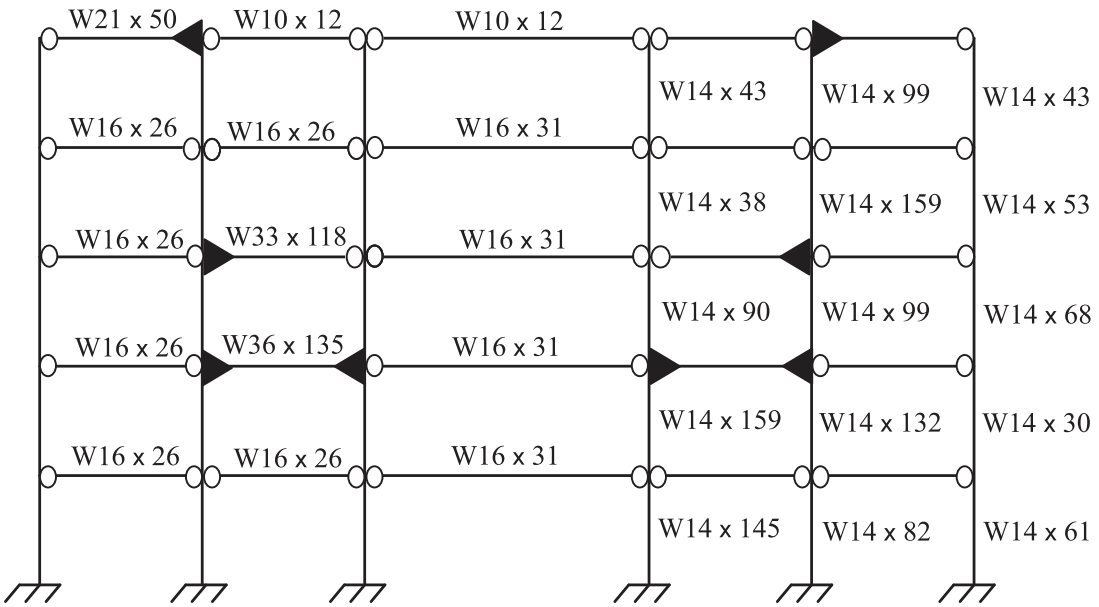 W21 x 50 W10 x 12 W10 x 12
W14 x 43 W14 x 99 W14 x 43
W16 x 26 W16 x 26 W16 x 31
W14 x 38 W14 x 159 W14 x 53
W16 x 26 W33 x 118 W16 x 31
W14 x 90 W14 x 99 W14 x 68
W16 x 26 W36 x 135 W16 x 31
W14 x 159 W14 x 132 W14 x 30
W16 x 26 W16 x 26 W16 x 31
W14 x 145 W14 x 82 W14 x 61